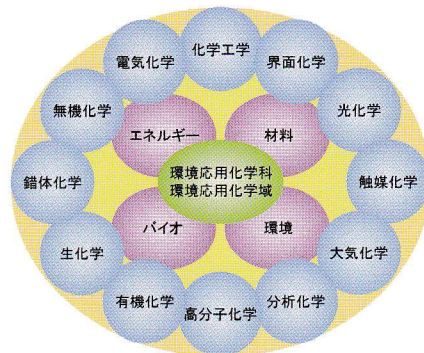 化学工学
電気化学
界面化学
無機化学
光化学
エネルギー
材料
錯体化学
環境応用化学科
環境応用化学域
触媒化学
バイオ
環境
生化学
大気化学
有機化学
分析化学
高分子化学